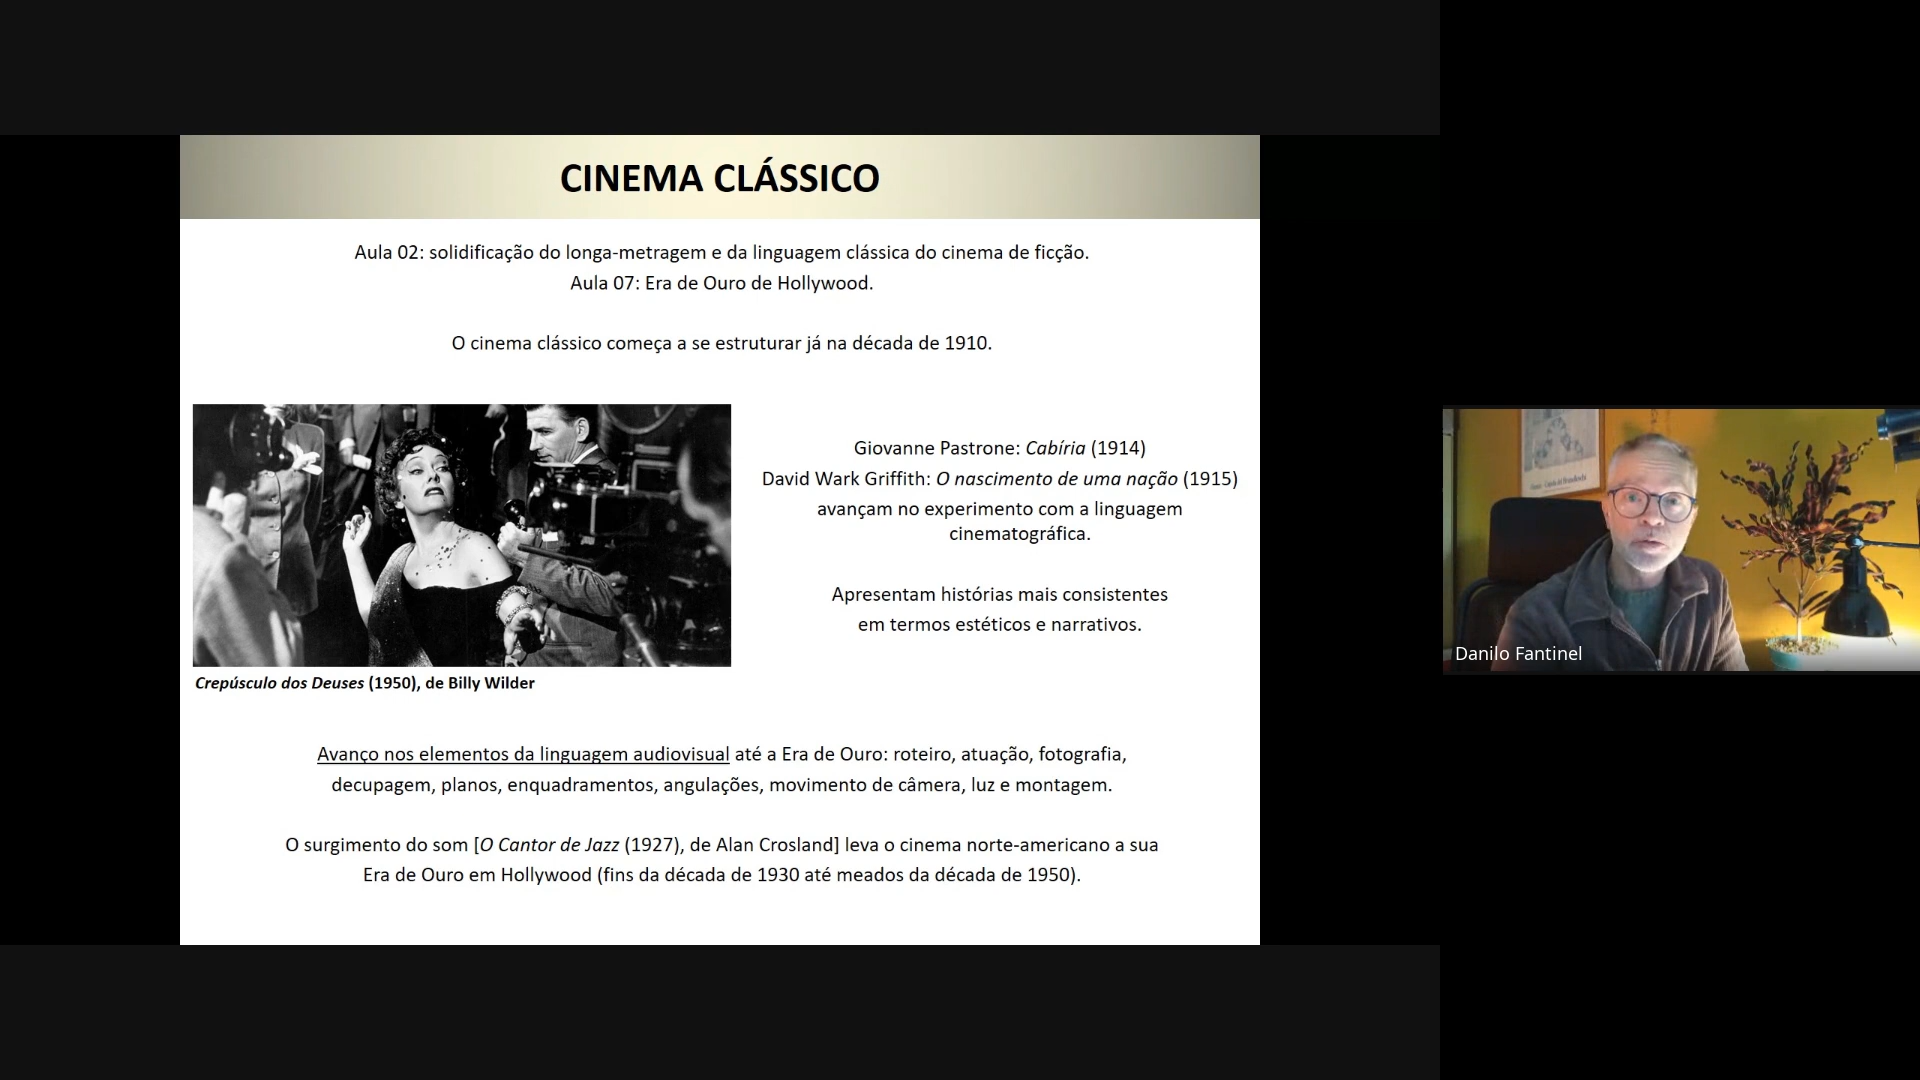 CINEMA CLÁSSICO
Aula 02: solidificação do longa-metragem e da linguagem clássica do cinema de ficção.
Aula 07: Era de Ouro de Hollywood.
O cinema clássico começa a se estruturar já na década de 1910.
Giovanne Pastrone: Cabíria (1914)
David Wark Griffith: O nascimento de uma nação (1915)
avançam no experimento com a linguagem
cinematográfica.
Apresentam histórias mais consistentes
em termos estéticos e narrativos.
Crepúsculo dos Deuses (1950), de Billy Wilder
Avanço nos elementos da linguagem audiovisual até a Era de Ouro: roteiro, atuação, fotografia,
decupagem, planos, enquadramentos, angulações, movimento de câmera, luz e montagem.
O surgimento do som [O Cantor de Jazz (1927), de Alan Crosland] leva o cinema norte-americano a sua
Era de Ouro em Hollywood (fins da década de 1930 até meados da década de 1950).
Danilo Fantinel